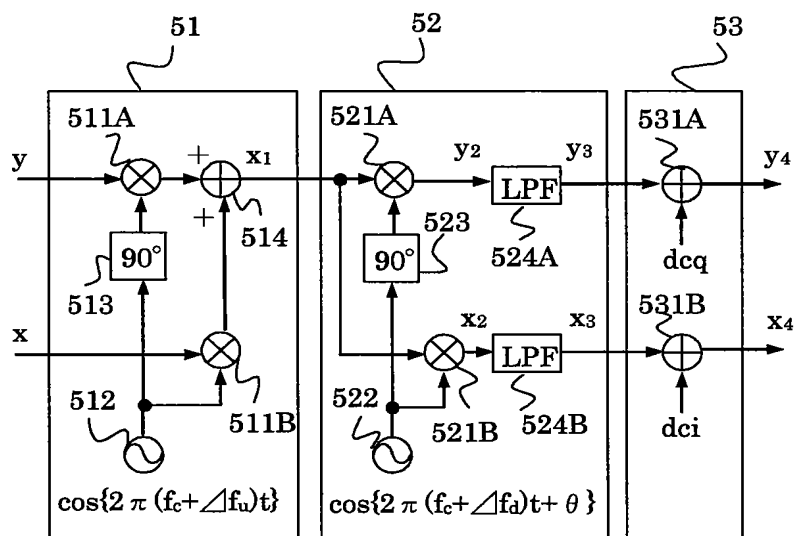 51
52
53
511A
521A
531A
y
+
x1
y2
y3
y4
LPF
+
514
523
524A
90°
90°
dcq
513
531B
x
x2
x3
x4
LPF
512
511B
522
521B
524B
dci
cos{2π(fc+⊿fu)t}
cos{2π(fc+⊿fd)t+θ}